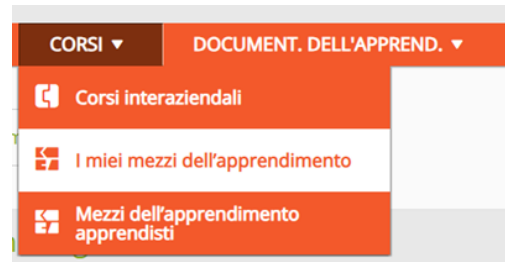 CORSI ▼ DOCUMENT. DELL'APPREND. ▼
Corsi interaziendali
I miei mezzi dell'apprendimento
Mezzi dell'apprendimento
apprendisti